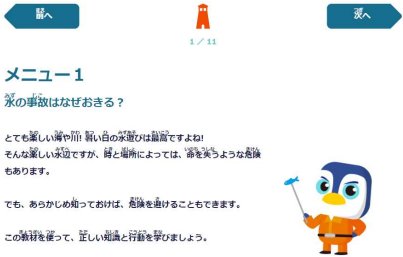 前へ
次へ
1 / 11
メニュー1
水の事故はなぜおきる？
とても楽しい海や川! 暑い日の水遊びは最高ですよね!
そんな楽しい水辺ですが、時と場所によっては、命を失うような危険
もあります。
でも、あらかじめ知っておけば、危険を避けることもできます。
この教材を使って、正しい知識と行動を学びましょう。